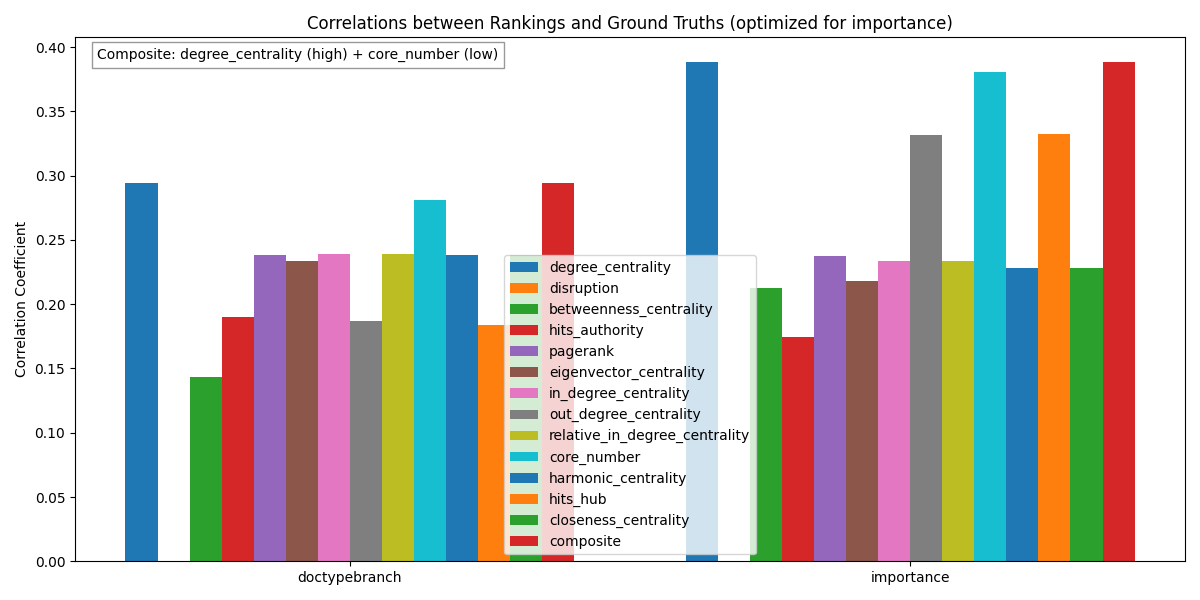 Correlations between Rankings and Ground Truths (optimized for importance)
Composite: degree_centrality (high) + core_number (low)
Correlation Coefficient
0.40
0.35
0.30
0.25
0.20
0.15
0.10
0.05
0.00
degree_centrality
disruption
betweenness_centrality
hits_authority
pagerank
eigenvector_centrality
in_degree_centrality
out_degree_centrality
relative_in_degree_centrality
core_number
harmonic_centrality
hits_hub
closeness_centrality
composite
doctypebranch
importance